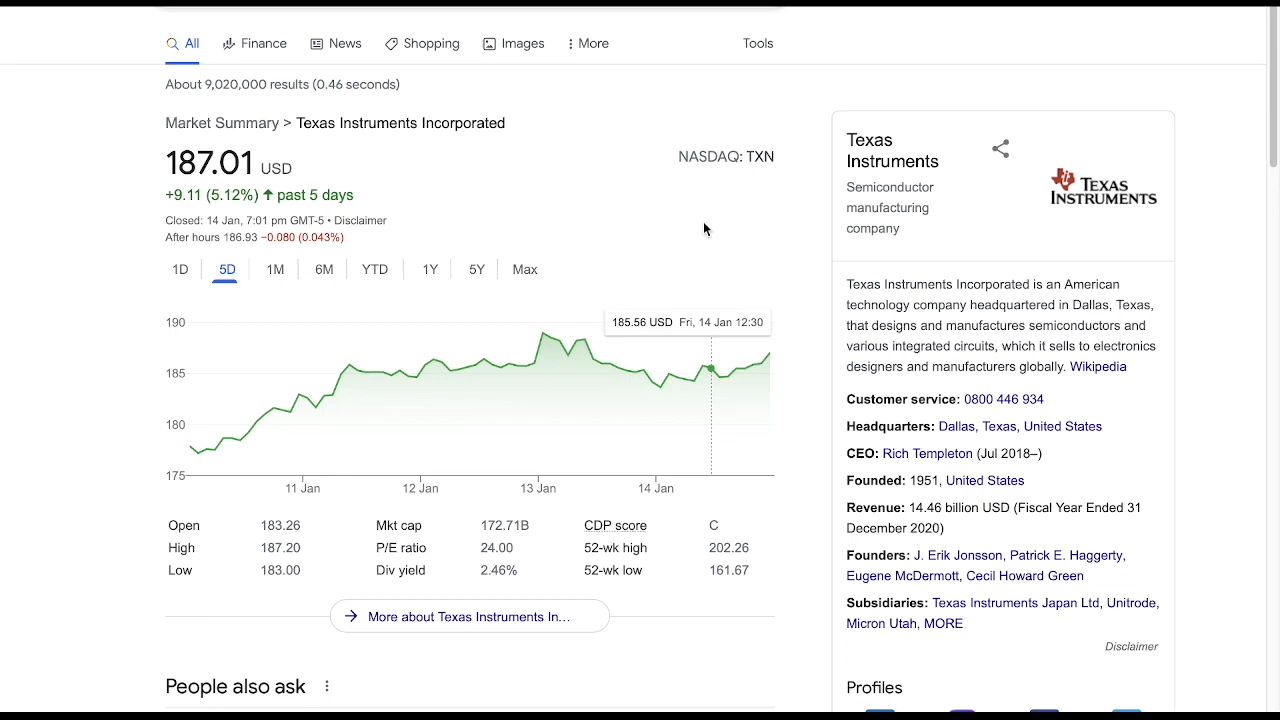 All
Finance
News
Shopping
Images
More
Tools
About 9,020,000 results (0.46 seconds)
Market Summary > Texas Instruments Incorporated
187.01 USD
NASDAQ: TXN
+9.11 (5.12%) ↑ past 5 days
Closed: 14 Jan, 7:01 pm GMT-5 • Disclaimer
After hours 186.93 −0.080 (0.043%)
1D
5D
1M
6M
YTD
1Y
5Y
Max
185.56 USD Fri, 14 Jan 12:30
190
185
180
175
11 Jan
12 Jan
13 Jan
14 Jan
Open 183.26
High 187.20
Low 183.00
Mkt cap 172.71B
P/E ratio 24.00
Div yield 2.46%
CDP score C
52-wk high 202.26
52-wk low 161.67
→ More about Texas Instruments In...
People also ask
Texas
Instruments
Semiconductor
manufacturing
company
TEXAS
INSTRUMENTS
Texas Instruments Incorporated is an American
technology company headquartered in Dallas, Texas,
that designs and manufactures semiconductors and
various integrated circuits, which it sells to electronics
designers and manufacturers globally. Wikipedia
Customer service: 0800 446 934
Headquarters: Dallas, Texas, United States
CEO: Rich Templeton (Jul 2018–)
Founded: 1951, United States
Revenue: 14.46 billion USD (Fiscal Year Ended 31
December 2020)
Founders: J. Erik Jonsson, Patrick E. Haggerty,
Eugene McDermott, Cecil Howard Green
Subsidiaries: Texas Instruments Japan Ltd, Unitrode,
Micron Utah, MORE
Disclaimer
Profiles